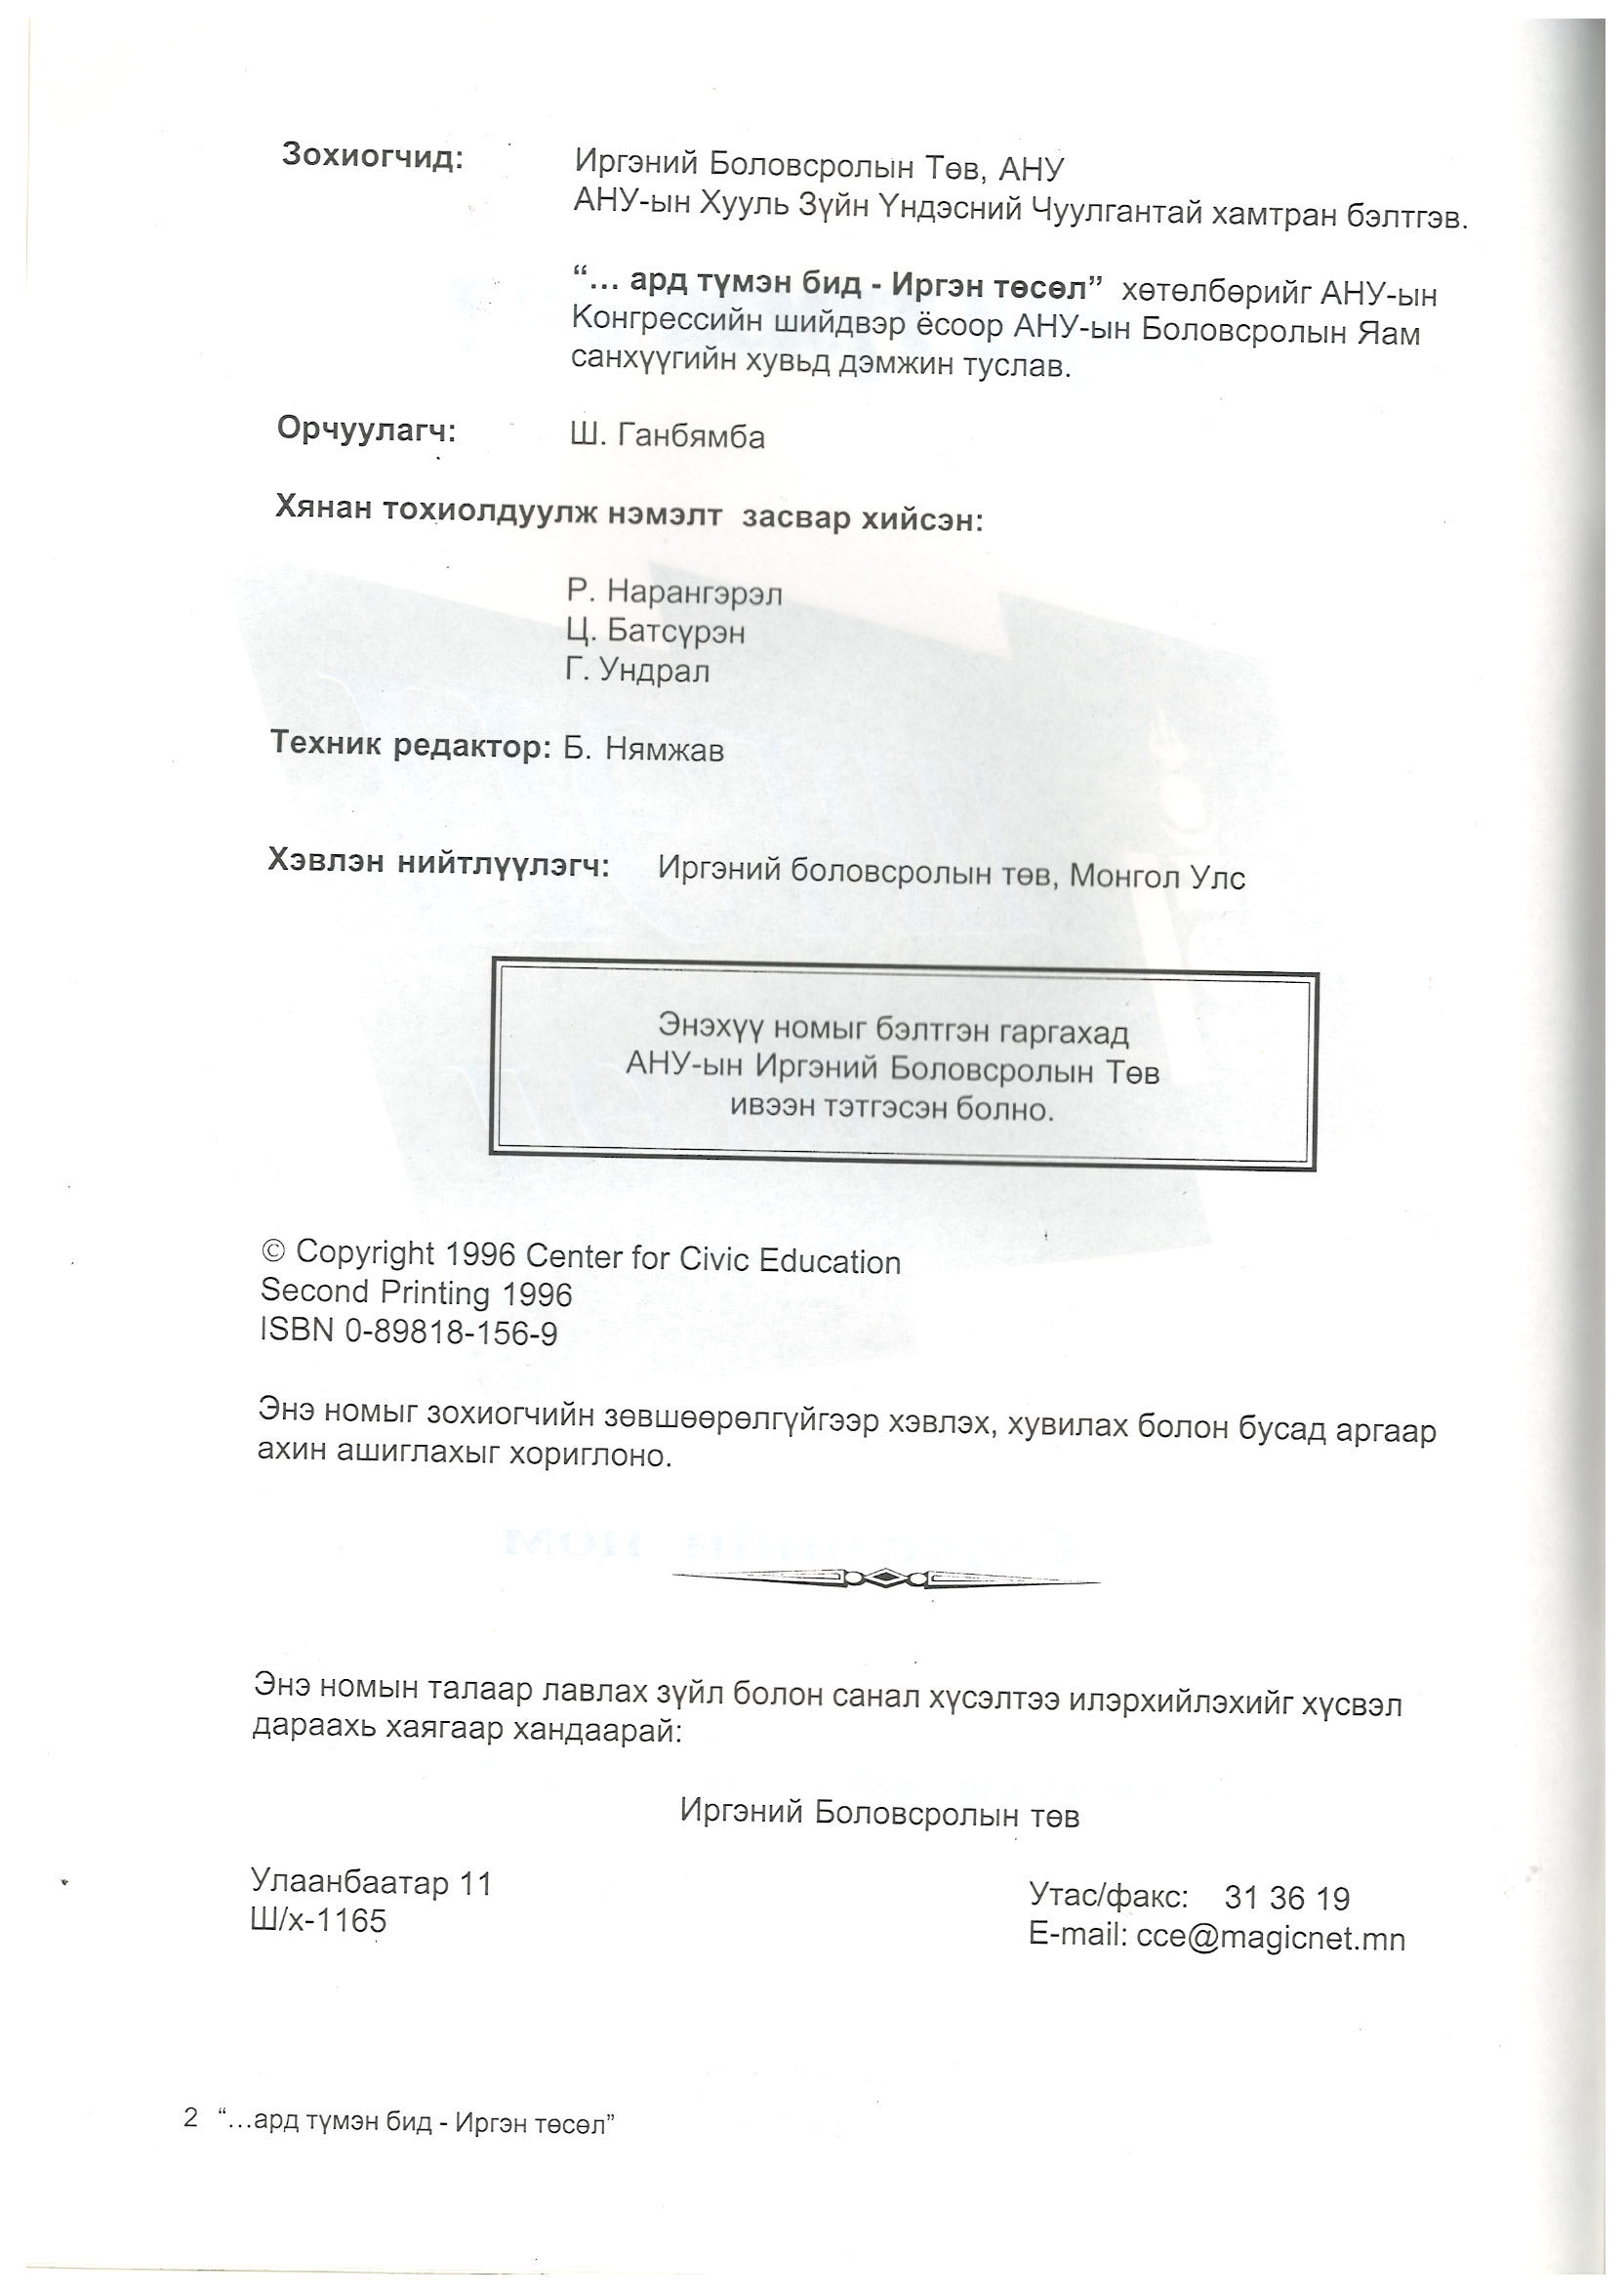 Зохиогчид: Иргэний Боловсролын Төв, АНУ
АНУ-ын Хууль Зүйн Үндэсний Чуулгантай хамтран бэлтгэв.
“... ард түмэн бид - Иргэн төсөл” хөтөлбөрийг АНУ-ын
Конгрессийн шийдвэр ёсоор АНУ-ын Боловсролын Яам
санхүүгийн хувьд дэмжин туслав.
Орчуулагч: Ш. Ганбямба
Хянан тохиолдуулж нэмэлт засвар хийсэн:
Р. Нарангэрэл
Ц. Батсүрэн
Г. Ундрал
Техник редактор: Б. Нямжав
Хэвлэн нийтлүүлэгч: Иргэний боловсролын төв, Монгол Улс
Энэхүү номыг бэлтгэн гаргахад
АНУ-ын Иргэний Боловсролын Төв
ивээн тэтгэсэн болно.
© Copyright 1996 Center for Civic Education
Second Printing 1996
ISBN 0-89818-156-9
Энэ номыг зохиогчийн зөвшөөрөлгүйгээр хэвлэх, хувилах болон бусад аргаар
ахин ашиглахыг хориглоно.
Энэ номын талаар лавлах зүйл болон санал хүсэлтээ илэрхийлэхийг хүсвэл
дараахь хаягаар хандаарай:
Иргэний Боловсролын төв
Улаанбаатар 11
Ш/х-1165
Утас/факс: 31 36 19
E-mail: cce@magicnet.mn
2 “...ард түмэн бид - Иргэн төсөл”